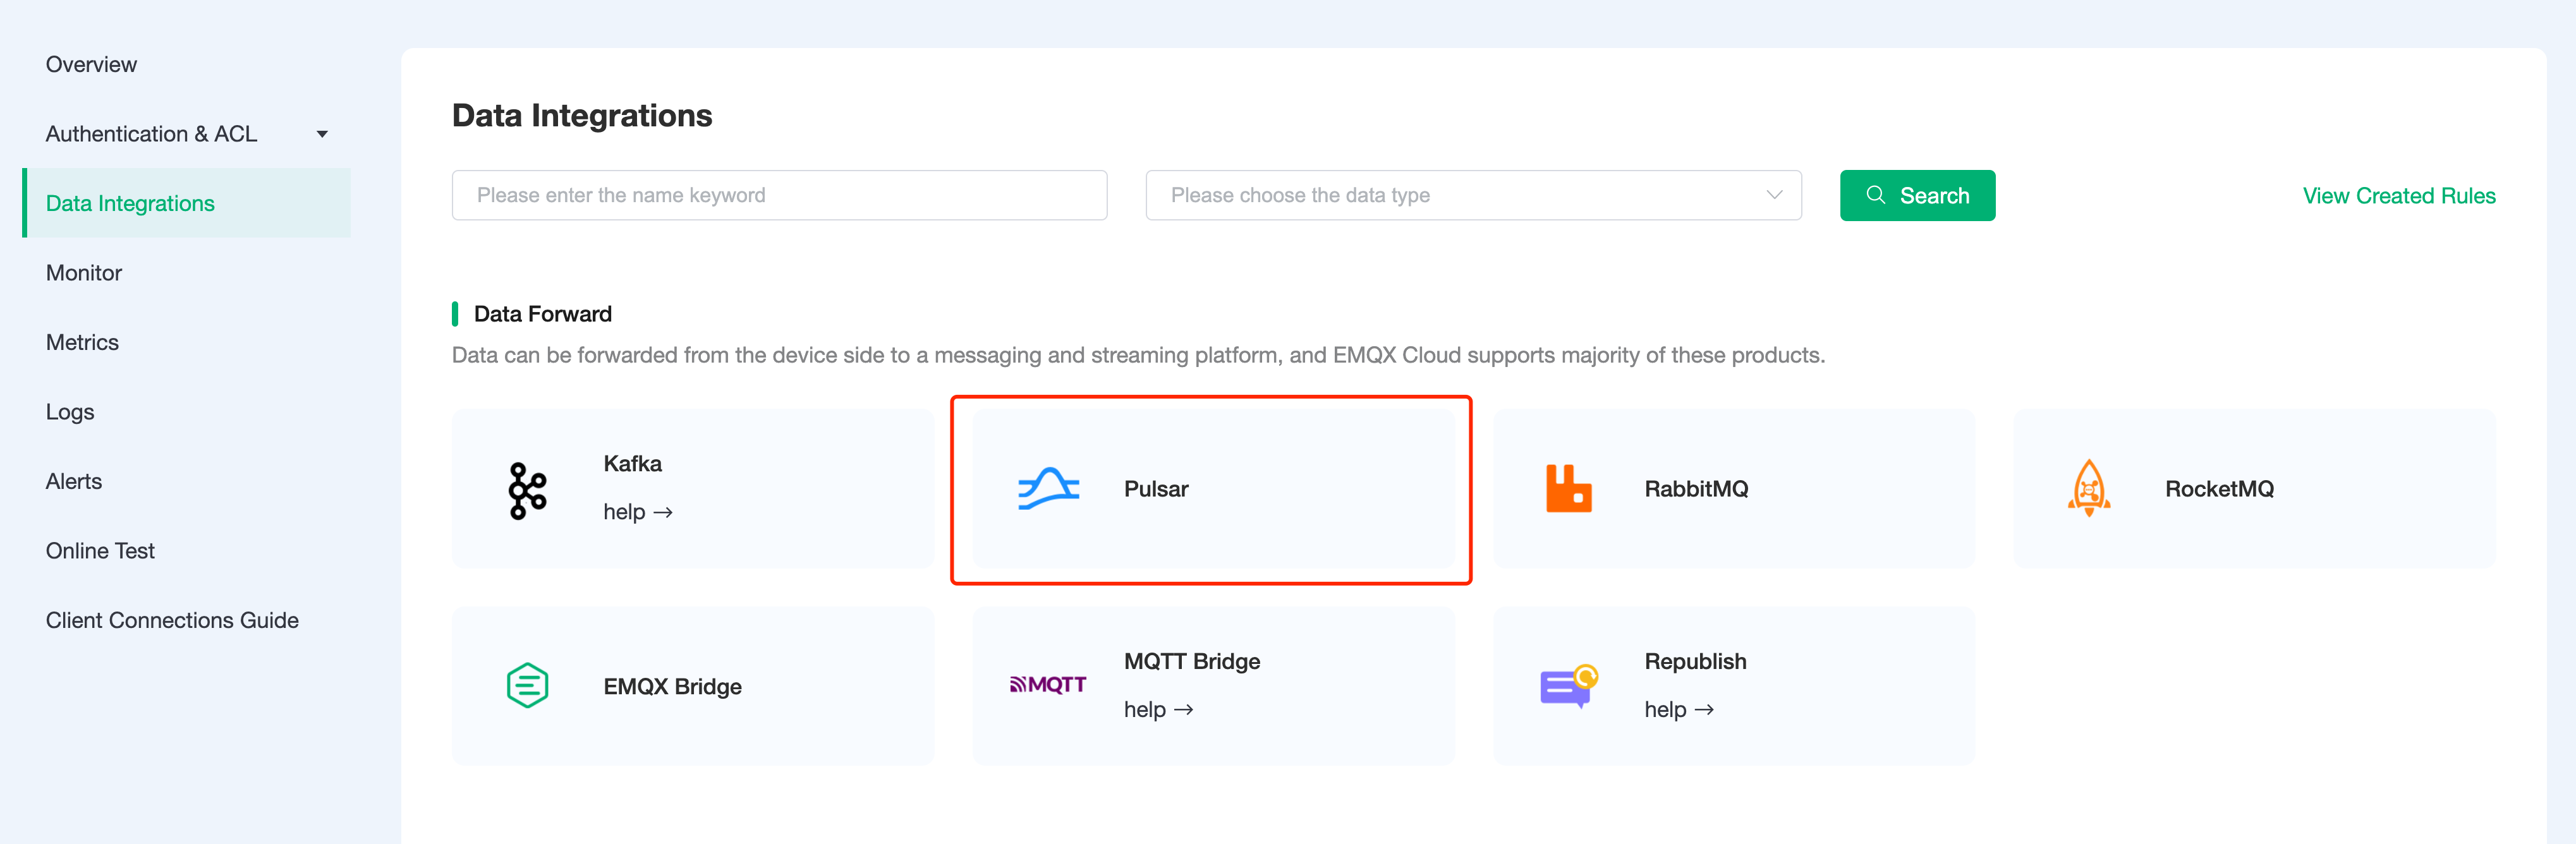 Overview
Authentication & ACL
Data Integrations
Monitor
Metrics
Logs
Alerts
Online Test
Client Connections Guide
Data Integrations
Please enter the name keyword
Please choose the data type
Search
View Created Rules
Data Forward
Data can be forwarded from the device side to a messaging and streaming platform, and EMQX Cloud supports majority of these products.
Kafka
help →
Pulsar
RabbitMQ
RocketMQ
EMQX Bridge
MQTT
MQTT Bridge
help →
Republish
help →